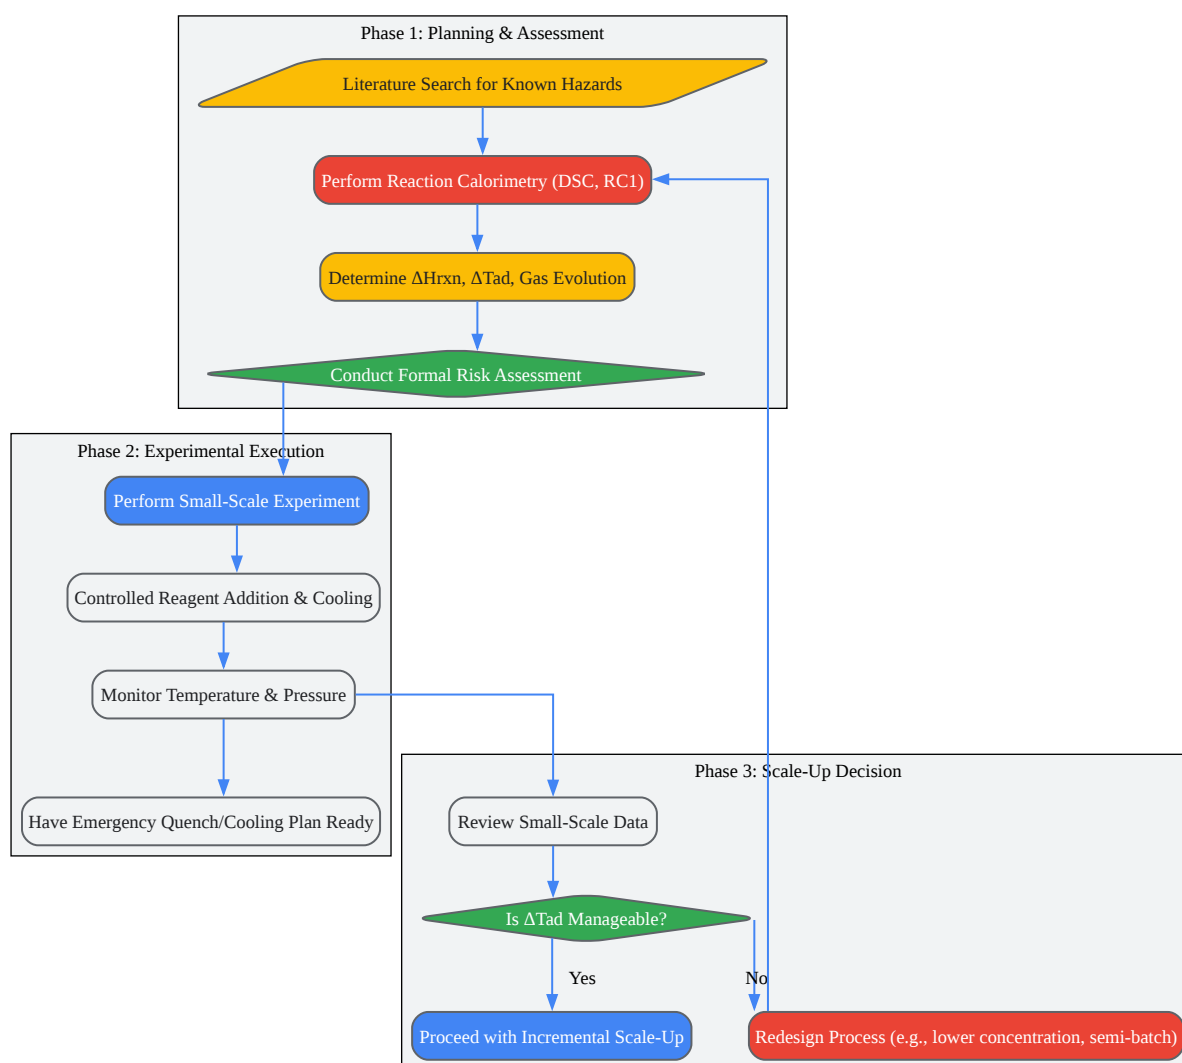 Phase 1: Planning & Assessment
Literature Search for Known Hazards
Perform Reaction Calorimetry (DSC, RC1)
Determine ΔHrxn, ΔTad, Gas Evolution
Conduct Formal Risk Assessment
Phase 2: Experimental Execution
Perform Small-Scale Experiment
Controlled Reagent Addition & Cooling
Monitor Temperature & Pressure
Have Emergency Quench/Cooling Plan Ready
Phase 3: Scale-Up Decision
Review Small-Scale Data
Is ΔTad Manageable?
Yes
No
Proceed with Incremental Scale-Up
Redesign Process (e.g., lower concentration, semi-batch)